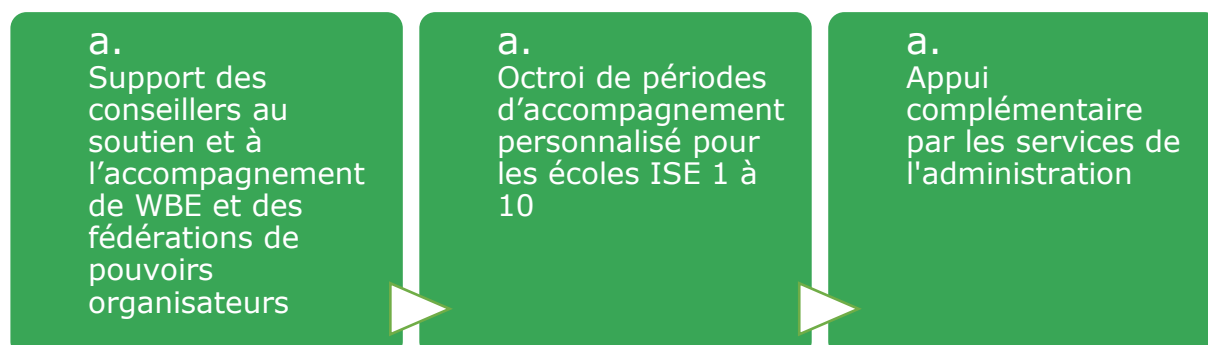 a.
Support des
conseillers au
soutien et à
l’accompagnement
de WBE et des
fédérations de
pouvoirs
organisateurs
a.
Octroi de périodes
d’accompagnement
personnalisé pour
les écoles ISE 1 à
10
a.
Appui
complémentaire
par les services de
l'administration